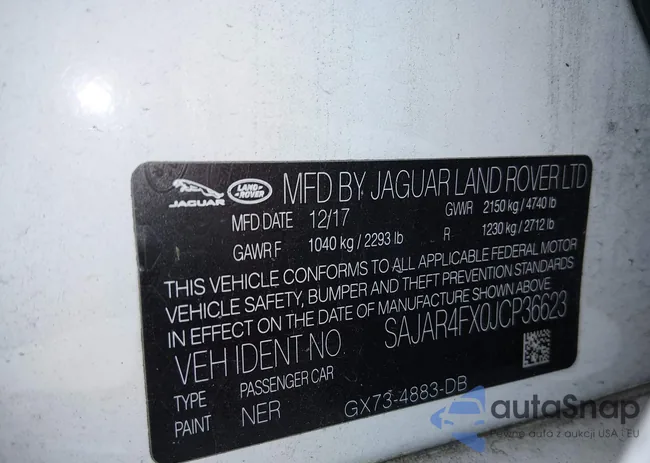 JAGUAR LAND ROVER MFD BY JAGUAR LAND ROVER LTD
MFD DATE 12/17 GVWR 2150 kg / 4740 lb
GAWR F 1040 kg / 2293 lb R 1230 kg / 2712 lb
THIS VEHICLE CONFORMS TO ALL APPLICABLE FEDERAL MOTOR
VEHICLE SAFETY, BUMPER AND THEFT PREVENTION STANDARDS
IN EFFECT ON THE DATE OF MANUFACTURE SHOWN ABOVE
VEH IDENT NO SAJAR4FX0JCP36623
TYPE PASSENGER CAR
PAINT NER GX73-4883-DB
autoSnap